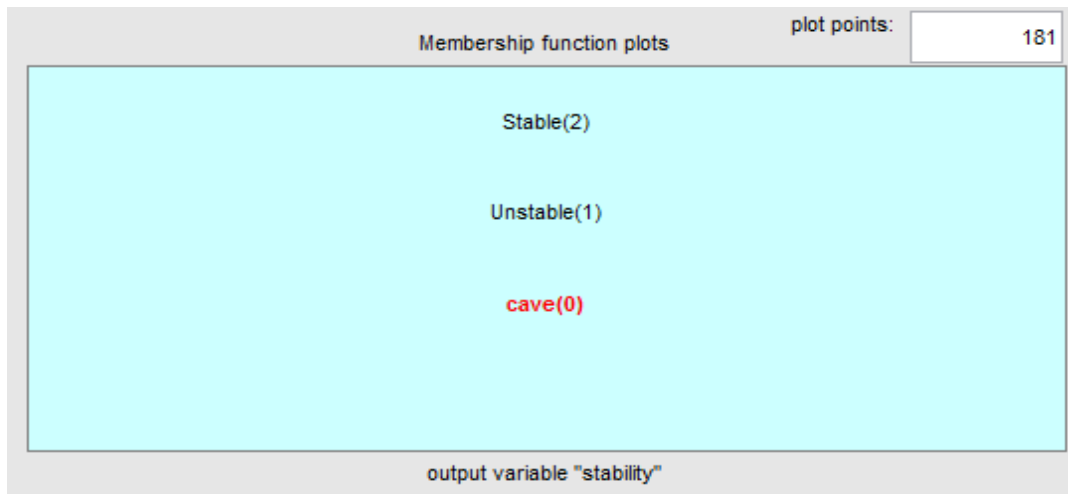 Membership function plots
plot points:
181
Stable(2)
Unstable(1)
cave(0)
output variable "stability"